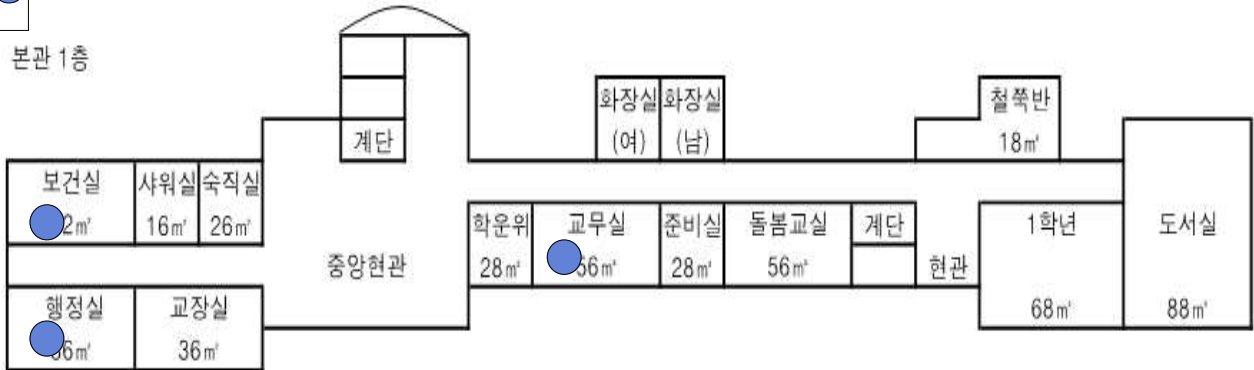 본관 1층
화장실 화장실 철쭉반
계단 (여) (남) 18㎡
보건실 샤워실 숙직실
16㎡ 26㎡
학운위 교무실 준비실 돌봄교실 계단 1학년 도서실
중앙현관 28㎡ 28㎡ 56㎡ 현관
행정실 교장실 68㎡ 88㎡
36㎡